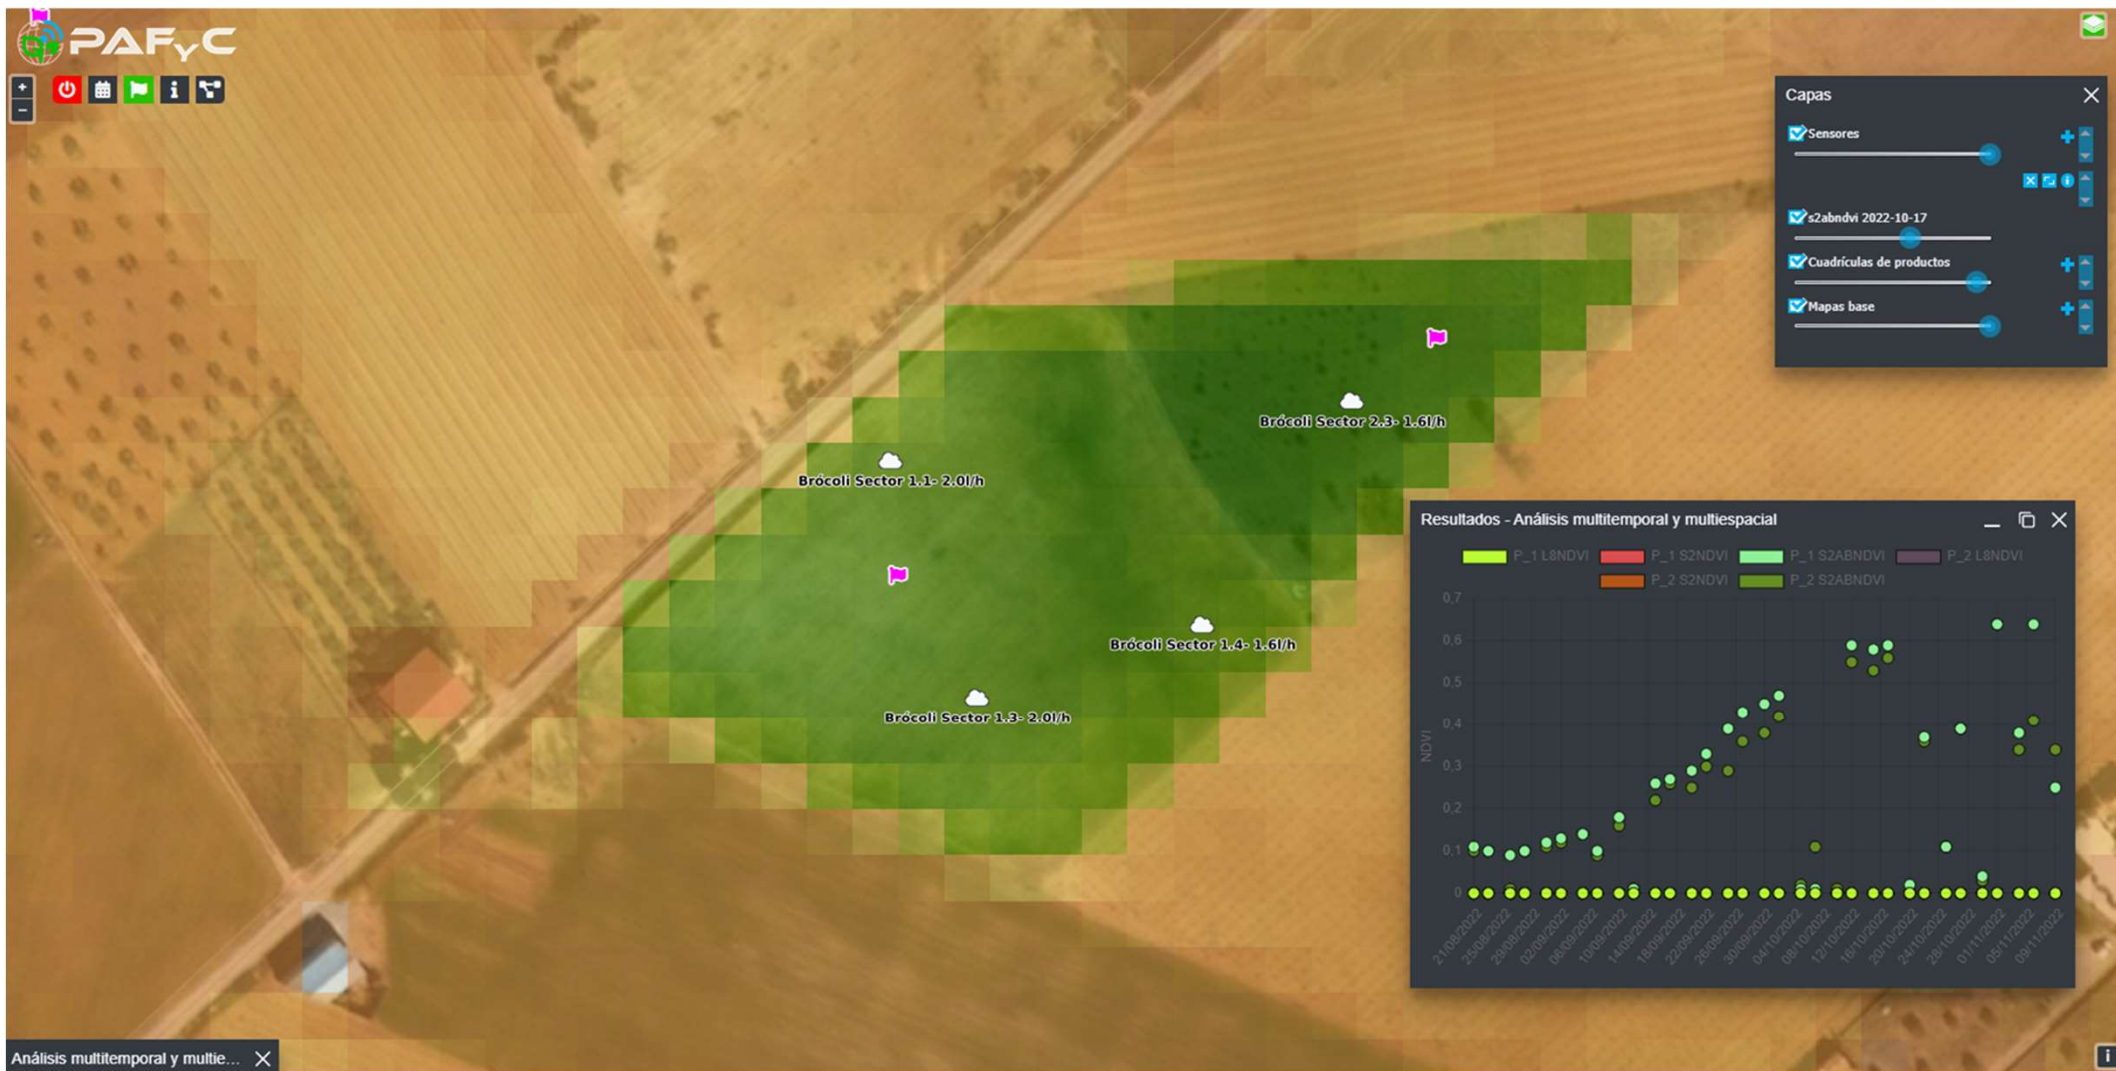 PAFyC
+
−
Capas
Sensores
s2abndvi 2022-10-17
Cuadrículas de productos
Mapas base
Brócoli Sector 2.3- 1.6l/h
Brócoli Sector 1.1- 2.0l/h
Brócoli Sector 1.4- 1.6l/h
Brócoli Sector 1.3- 2.0l/h
Resultados - Análisis multitemporal y multiespacial
P_1 L8NDVI P_1 S2NDVI P_1 S2ABNDVI P_2 L8NDVI
P_2 S2NDVI P_2 S2ABNDVI
NDVI
0,7
0,6
0,5
0,4
0,3
0,2
0,1
0
21/08/2022 25/08/2022 29/08/2022 02/09/2022 06/09/2022 10/09/2022 14/09/2022 18/09/2022 22/09/2022 26/09/2022 30/09/2022 04/10/2022 08/10/2022 12/10/2022 16/10/2022 20/10/2022 24/10/2022 28/10/2022 01/11/2022 05/11/2022 09/11/2022
Análisis multitemporal y multie...